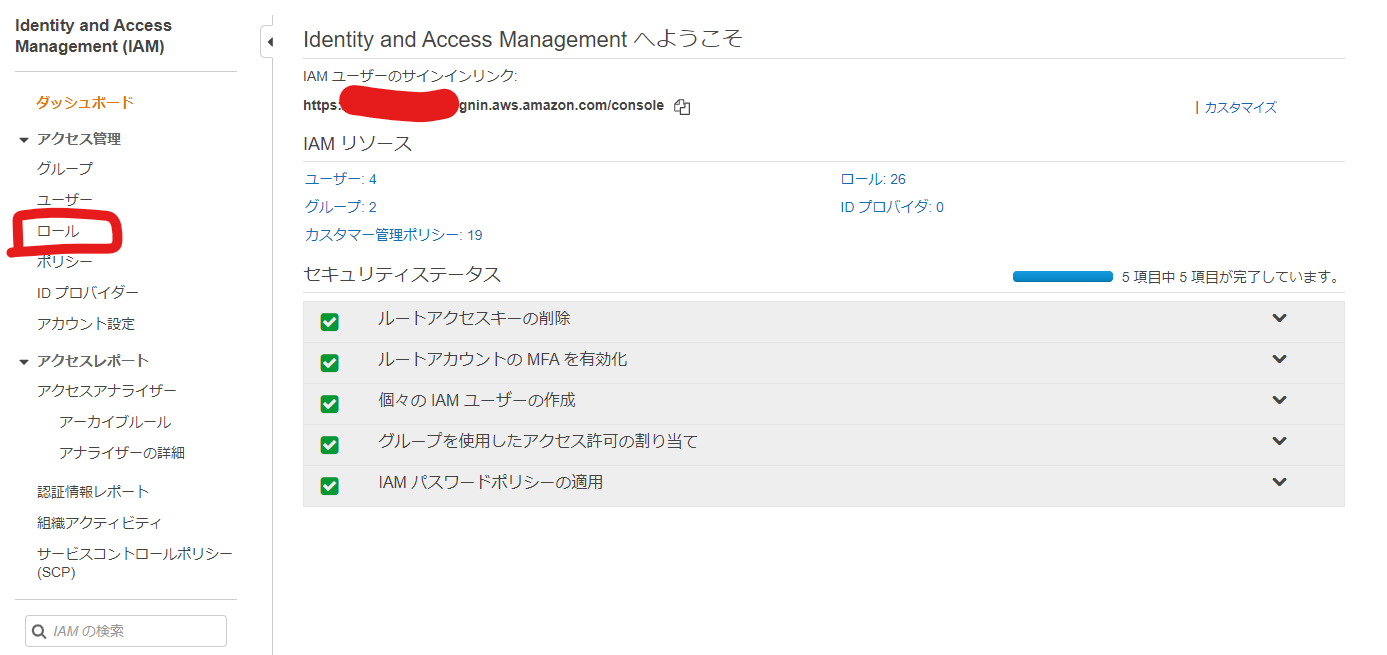 Identity and Access
Management (IAM)
ダッシュボード
アクセス管理
グループ
ユーザー
ロール
ポリシー
ID プロバイダー
アカウント設定
アクセスレポート
アクセスアナライザー
アーカイブルール
アナライザーの詳細
認証情報レポート
組織アクティビティ
サービスコントロールポリシー
(SCP)
IAM の検索
Identity and Access Management へようこそ
IAM ユーザーのサインインリンク:
https: gnin.aws.amazon.com/console
| カスタマイズ
IAM リソース
ユーザー: 4
ロール: 26
グループ: 2
ID プロバイダ: 0
カスタマー管理ポリシー: 19
セキュリティステータス
5 項目中 5 項目が完了しています。
ルートアクセスキーの削除
ルートアカウントの MFA を有効化
個々の IAM ユーザーの作成
グループを使用したアクセス許可の割り当て
IAM パスワードポリシーの適用